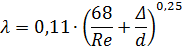 λ = 0,11 · (68/Re + Δ/d)^0,25